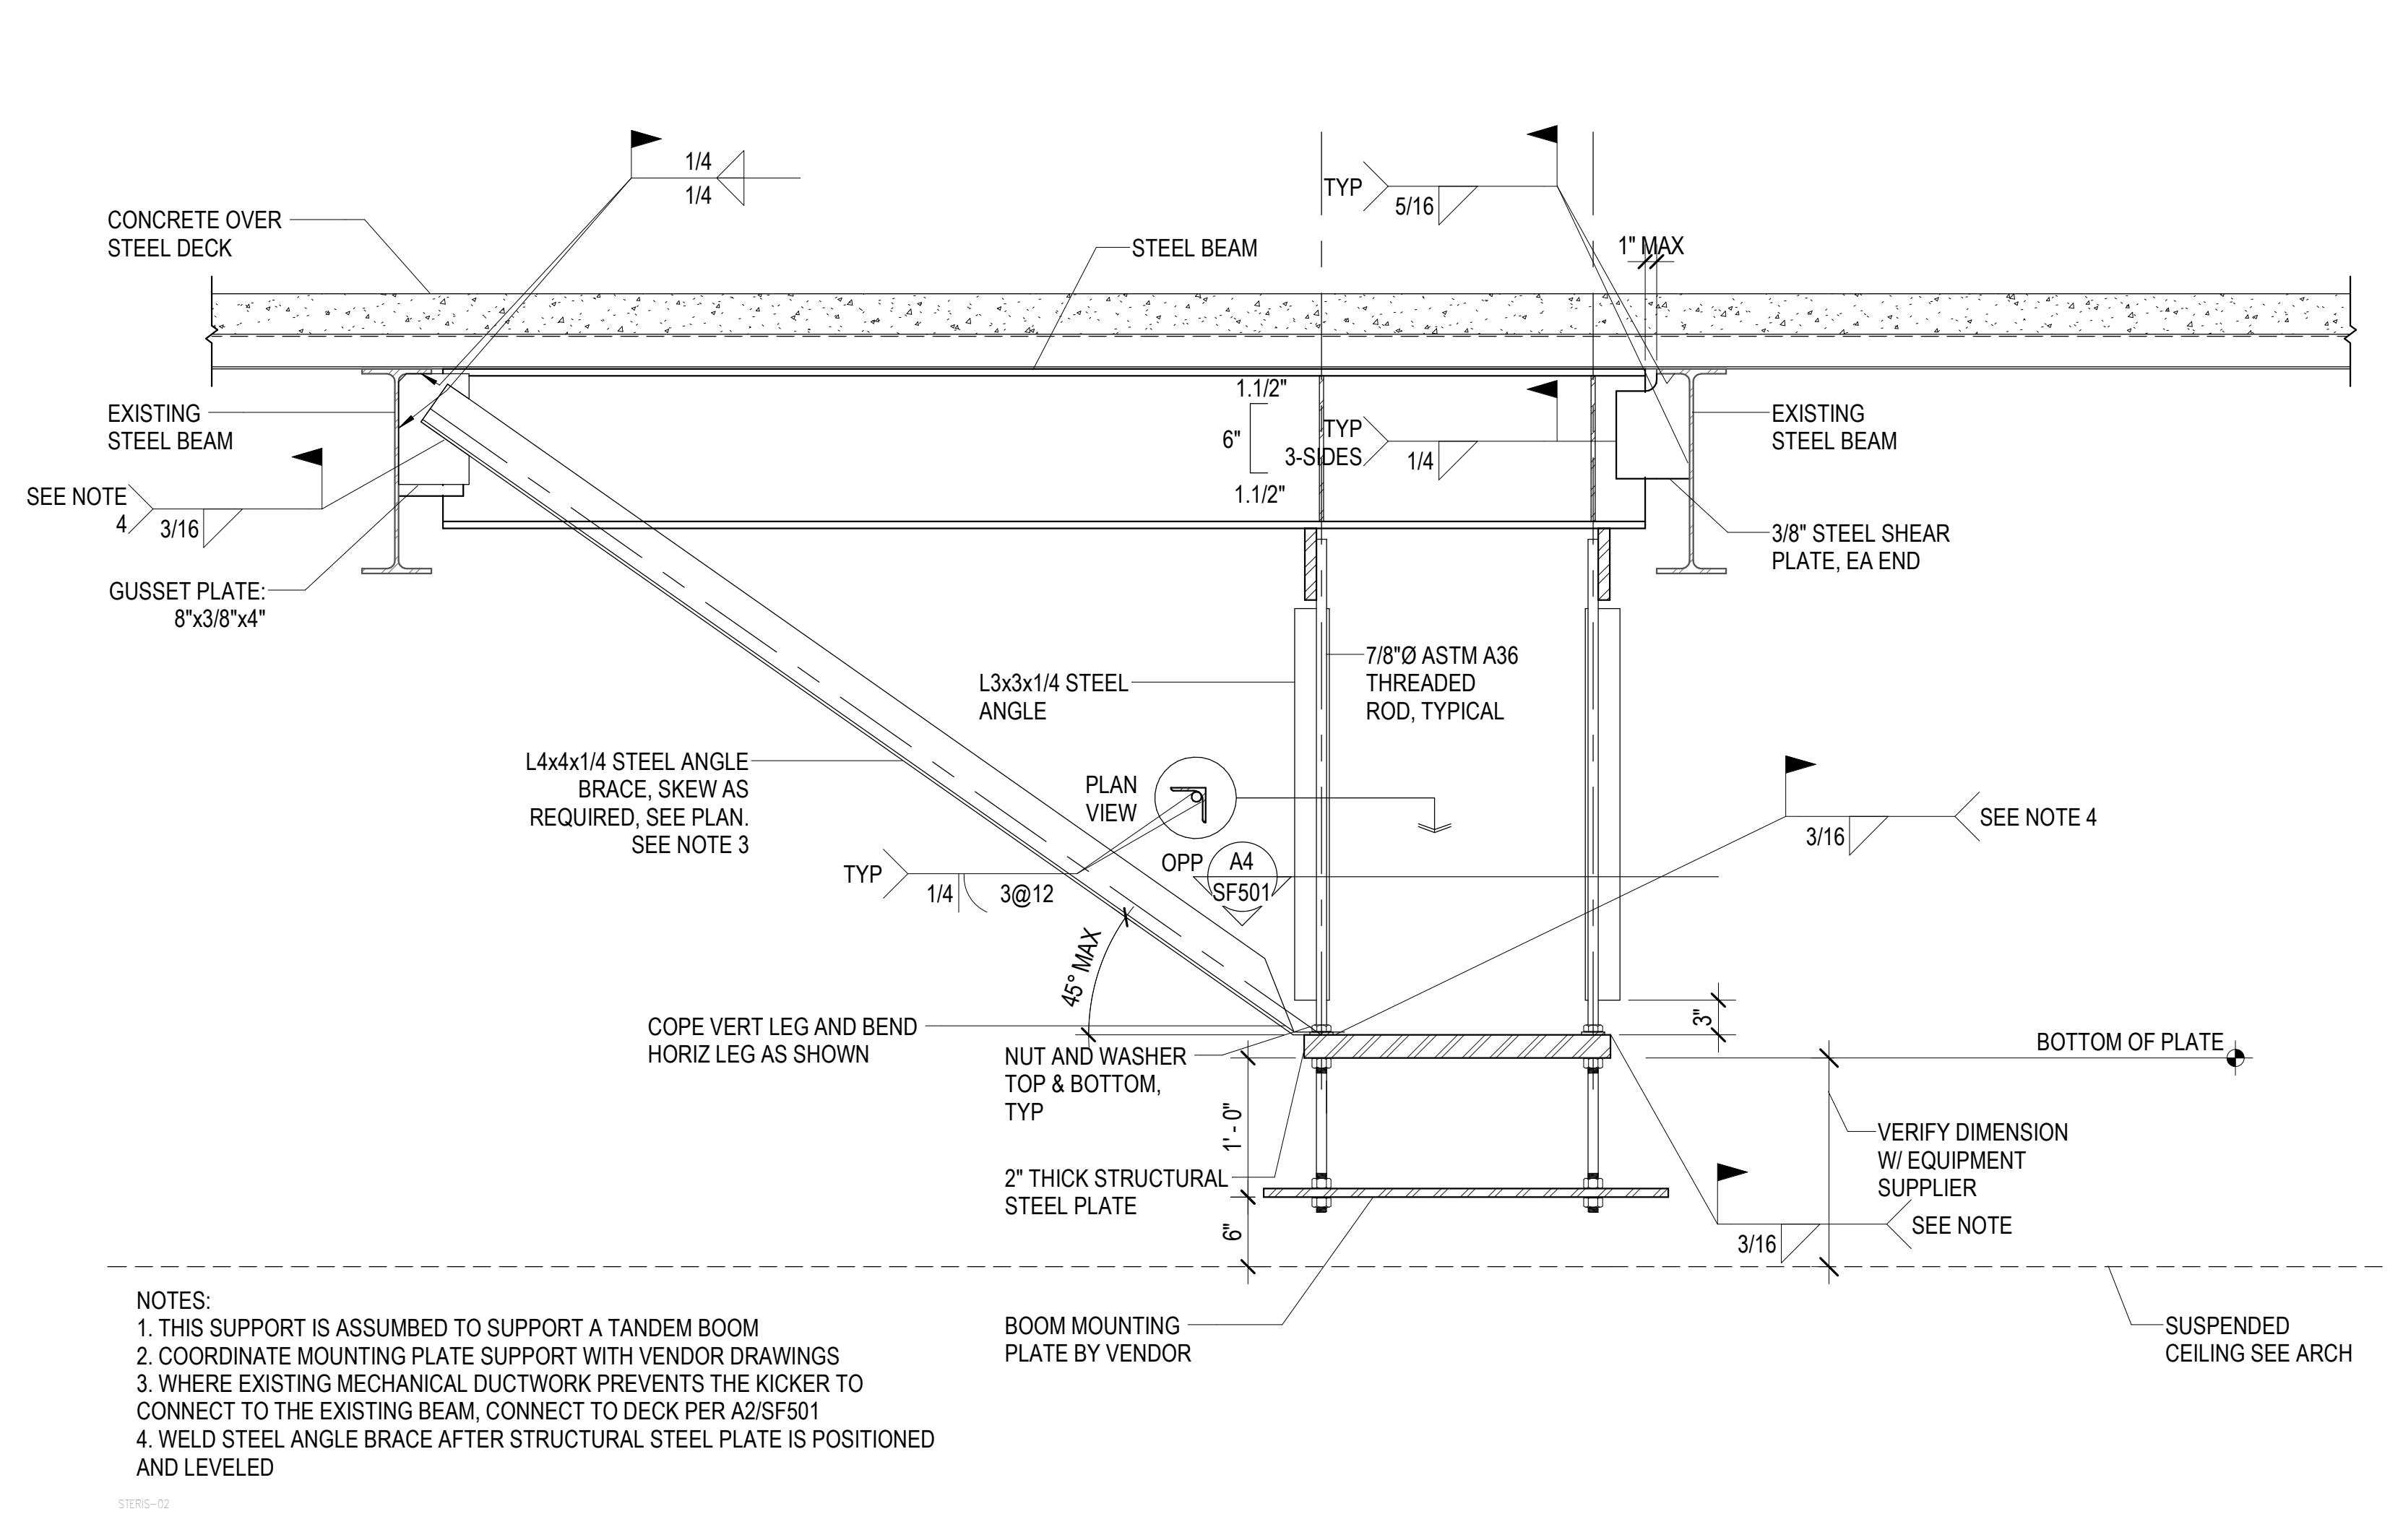 1/4
1/4
TYP
5/16
CONCRETE OVER
STEEL DECK
STEEL BEAM
1" MAX
EXISTING
STEEL BEAM
1.1/2"
6"
1.1/2"
TYP
3-SIDES
1/4
EXISTING
STEEL BEAM
SEE NOTE
4
3/16
3/8" STEEL SHEAR
PLATE, EA END
GUSSET PLATE:
8"x3/8"x4"
L3x3x1/4 STEEL
ANGLE
7/8"Ø ASTM A36
THREADED
ROD, TYPICAL
L4x4x1/4 STEEL ANGLE
BRACE, SKEW AS
REQUIRED, SEE PLAN.
SEE NOTE 3
PLAN
VIEW
3/16
SEE NOTE 4
TYP
1/4
3@12
OPP
A4
SF501
45° MAX
3"
COPE VERT LEG AND BEND
HORIZ LEG AS SHOWN
NUT AND WASHER
TOP & BOTTOM,
TYP
BOTTOM OF PLATE
1' - 0"
VERIFY DIMENSION
W/ EQUIPMENT
SUPPLIER
2" THICK STRUCTURAL
STEEL PLATE
6"
3/16
SEE NOTE
BOOM MOUNTING
PLATE BY VENDOR
SUSPENDED
CEILING SEE ARCH
NOTES:
1. THIS SUPPORT IS ASSUMBED TO SUPPORT A TANDEM BOOM
2. COORDINATE MOUNTING PLATE SUPPORT WITH VENDOR DRAWINGS
3. WHERE EXISTING MECHANICAL DUCTWORK PREVENTS THE KICKER TO
CONNECT TO THE EXISTING BEAM, CONNECT TO DECK PER A2/SF501
4. WELD STEEL ANGLE BRACE AFTER STRUCTURAL STEEL PLATE IS POSITIONED
AND LEVELED
STERIS-02